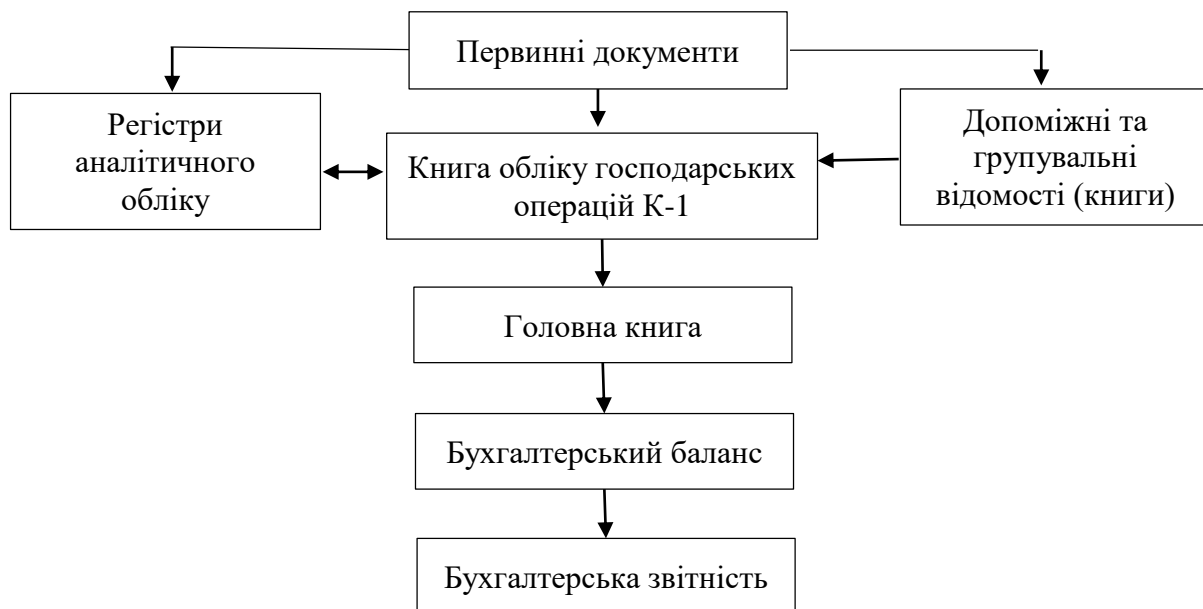 Первинні документи
Регістри
аналітичного
обліку
Книга обліку господарських
операцій К-1
Допоміжні та
групувальні
відомості (книги)
Головна книга
Бухгалтерський баланс
Бухгалтерська звітність